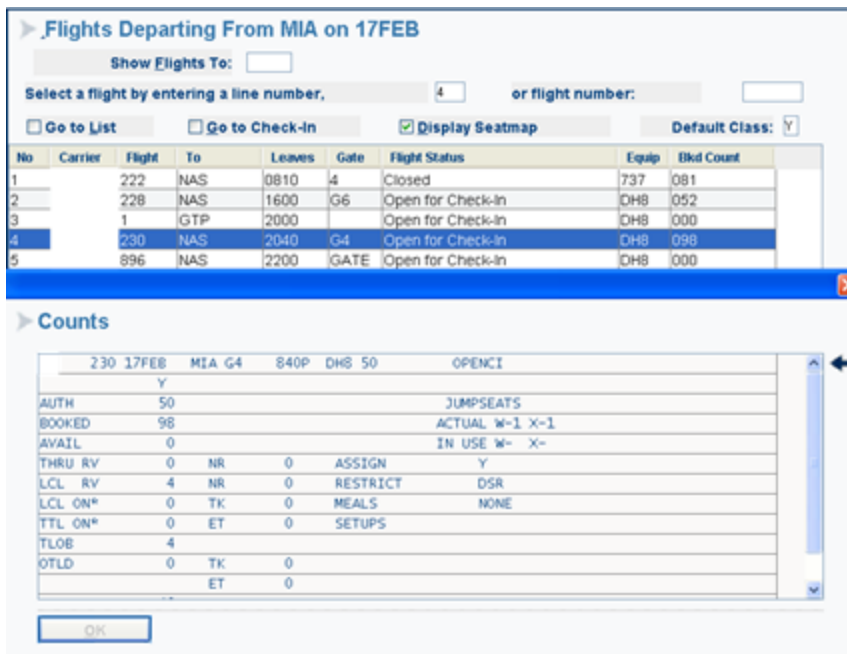 Flights Departing From MIA on 17FEB
Show Flights To:
Select a flight by entering a line number, 4 or flight number:
Go to List Go to Check-In Display Seatmap Default Class: Y
No Carrier Flight To Leaves Gate Flight Status Equip Bkd Count
1 222 NAS 0810 4 Closed 737 081
2 228 NAS 1600 G6 Open for Check-In DH8 052
3 1 GTP 2000 Open for Check-In DH8 000
4 230 NAS 2040 G4 Open for Check-In DH8 098
5 896 NAS 2200 GATE Open for Check-In DH8 000
Counts
230 17FEB MIA G4 840P DH8 50 OPENCI
Y
AUTH 50 JUMPSEATS
BOOKED 98 ACTUAL W-1 X-1
AVAIL 0 IN USE W- X-
THRU RV 0 NR 0 ASSIGN Y
LCL RV 4 NR 0 RESTRICT DSR
LCL ON* 0 TK 0 MEALS NONE
TTL ON* 0 ET 0 SETUPS
TLOB 4
OTLD 0 TK 0
ET 0
OK